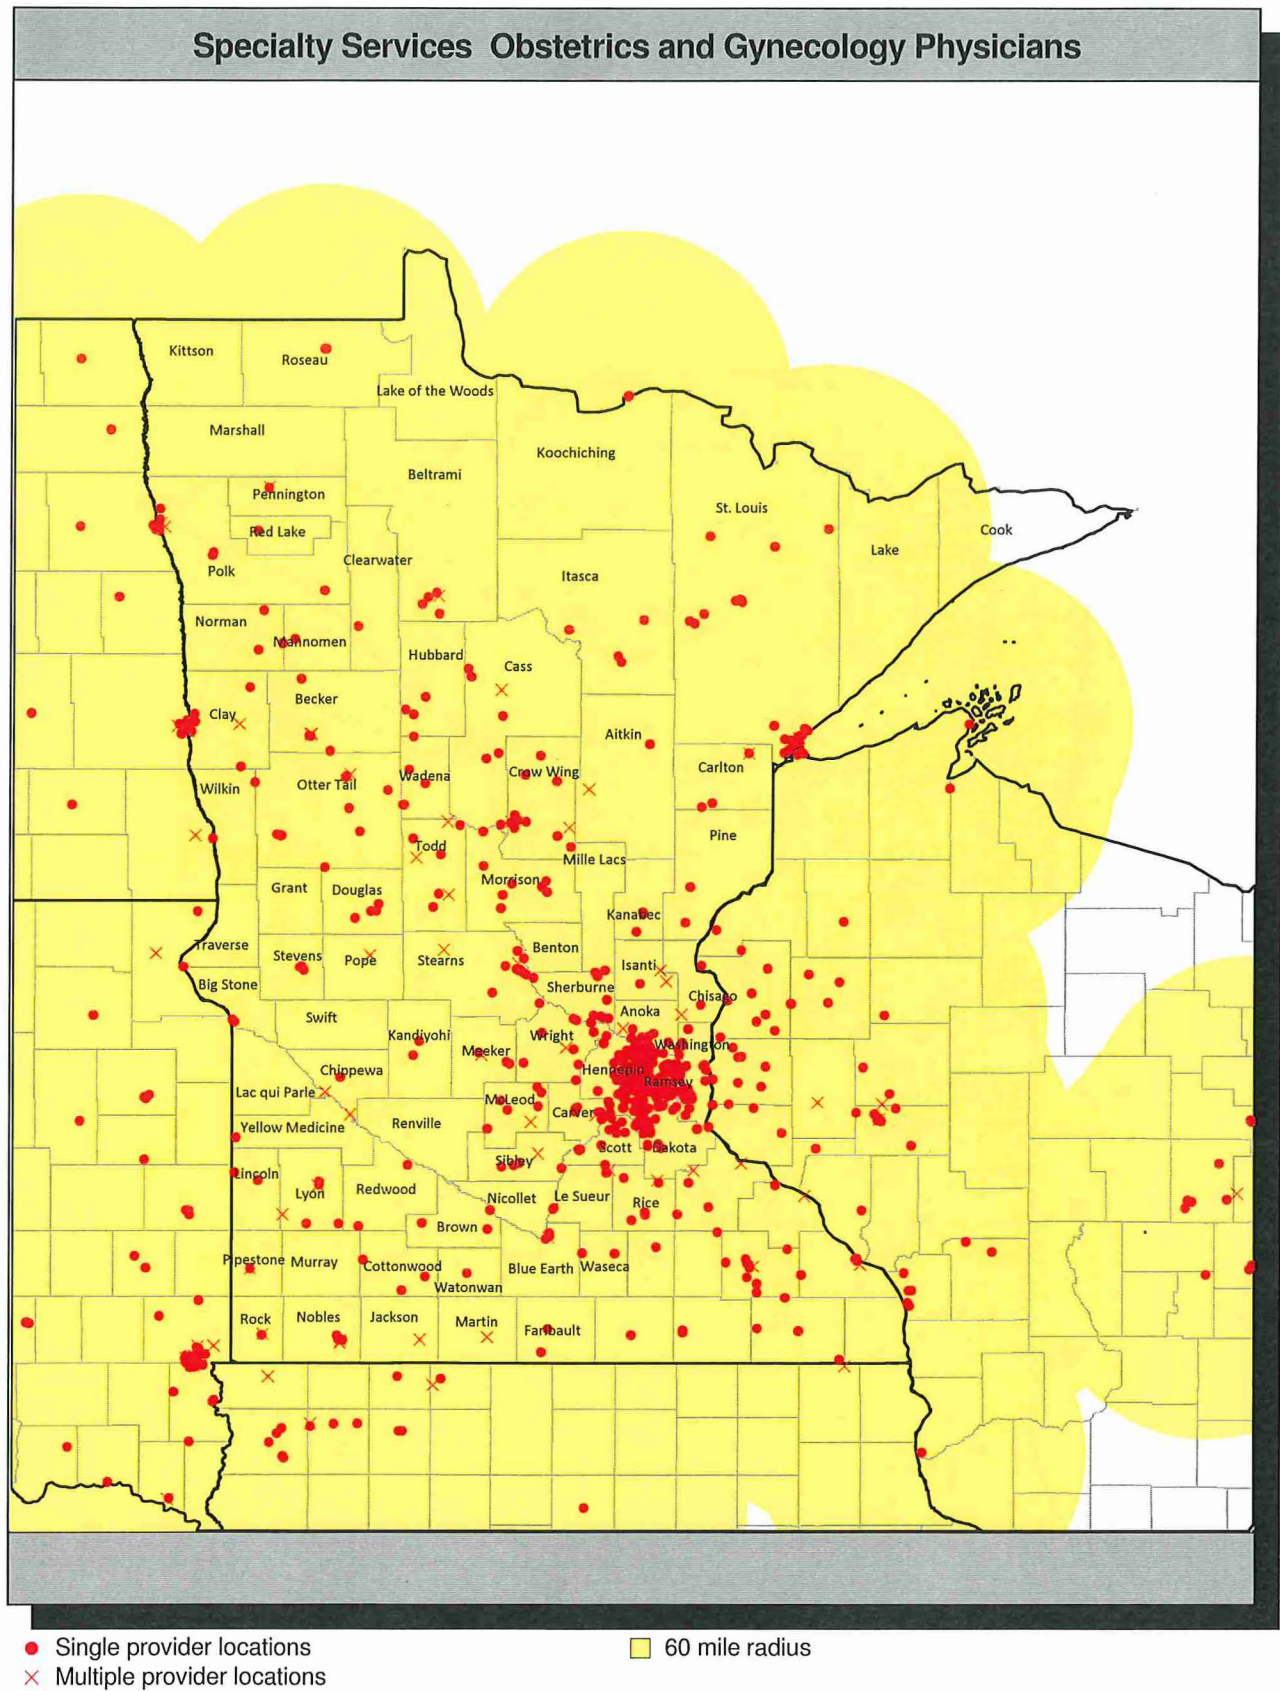 Specialty Services Obstetrics and Gynecology Physicians
Kittson
Roseau
Lake of the Woods
Marshall
Koochiching
Beltrami
Pennington
St. Louis
Red Lake
Cook
Lake
Clearwater
Polk
Itasca
Norman
Mahnomen
Hubbard
Cass
Becker
Clay
Aitkin
Carlton
Crow Wing
Wadena
Otter Tail
Wilkin
Pine
Todd
Mille Lacs
Morrison
Grant
Douglas
Kanabec
Traverse
Benton
Stevens
Pope
Stearns
Isanti
Big Stone
Sherburne
Chisago
Anoka
Swift
Kandiyohi
Wright
Washington
Meeker
Chippewa
Hennepin
Ramsey
Lac qui Parle
McLeod
Carver
Renville
Yellow Medicine
Scott
Dakota
Sibley
Lincoln
Lyon
Redwood
Nicollet
Le Sueur
Rice
Brown
Pipestone
Murray
Cottonwood
Blue Earth
Waseca
Watonwan
Rock
Nobles
Jackson
Martin
Faribault
Single provider locations
60 mile radius
Multiple provider locations